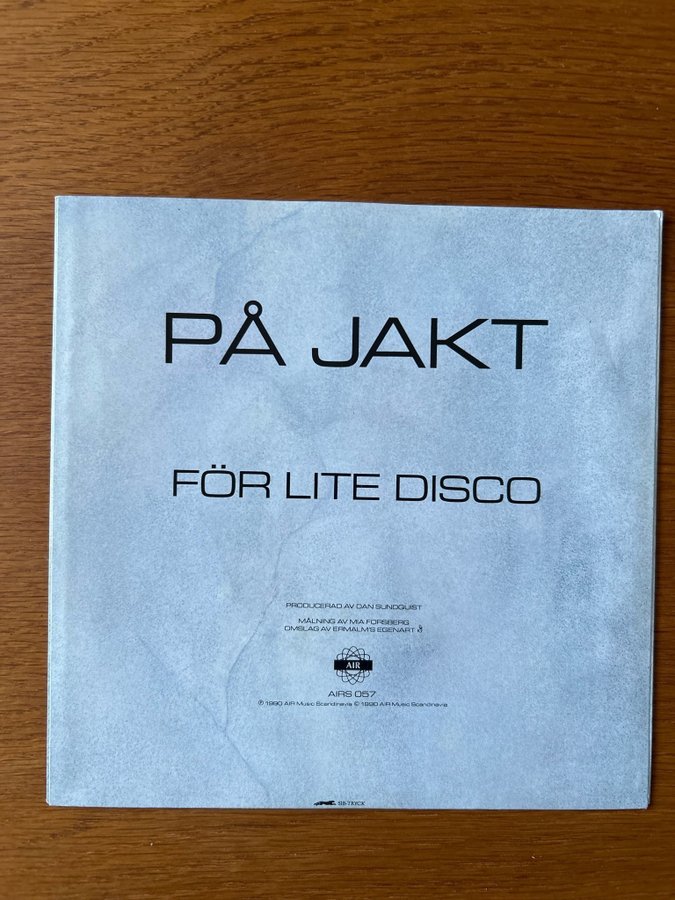 PÅ JAKT
FÖR LITE DISCO
PRODUCERAD AV DAN SUNDQUIST
MÅLNING AV MIA FORSBERG
OMSLAG AV ERMALM'S EGENART
AIR
AIRS 057
℗ 1990 AIR Music Scandinavia © 1990 AIR Music Scandinavia
SIB-TRYCK